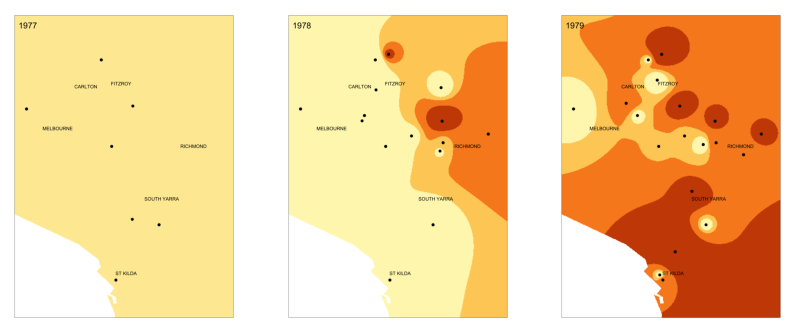 1977
CARLTON FITZROY
MELBOURNE
RICHMOND
SOUTH YARRA
ST KILDA
1978
CARLTON FITZROY
MELBOURNE
RICHMOND
SOUTH YARRA
ST KILDA
1979
CARLTON FITZROY
MELBOURNE
RICHMOND
SOUTH YARRA
ST KILDA